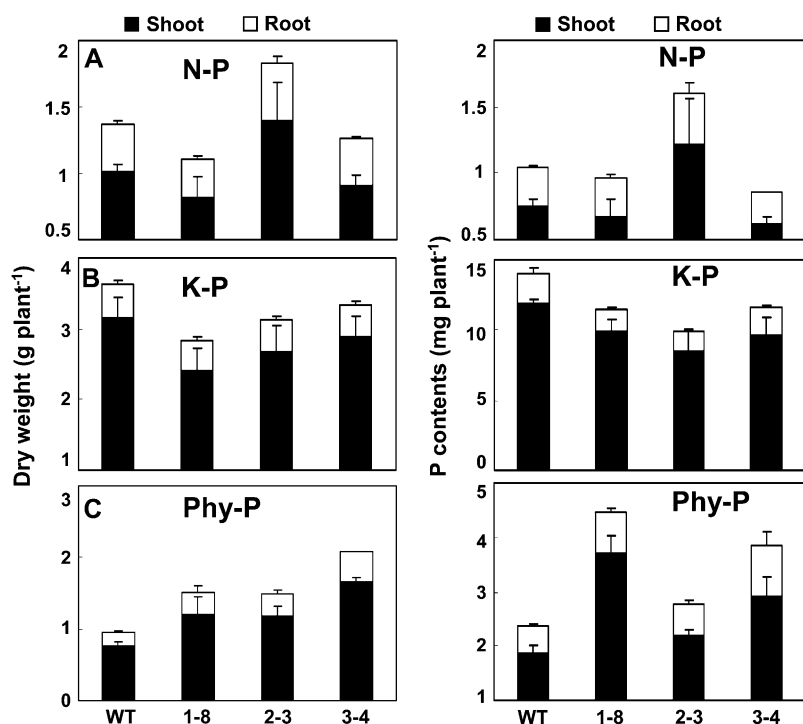 Shoot Root
A
N-P
2
1.5
1
0.5
B
K-P
4
3
2
1
Dry weight (g plant-1)
C
Phy-P
3
2
1
0
WT 1-8 2-3 3-4
Shoot Root
N-P
2
1.5
1
0.5
K-P
15
10
5
0
P contents (mg plant-1)
Phy-P
5
4
3
2
1
WT 1-8 2-3 3-4